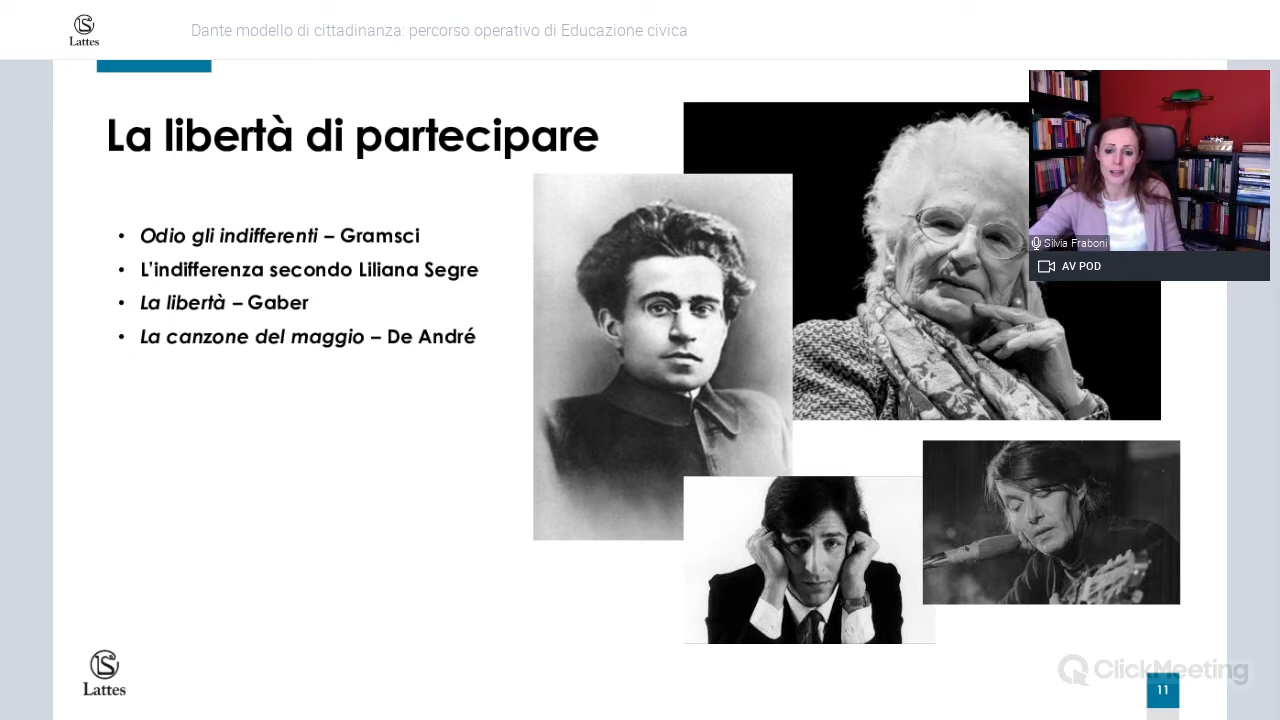 Lattes
Dante modello di cittadinanza: percorso operativo di Educazione civica
La libertà di partecipare
• Odio gli indifferenti – Gramsci
• L'indifferenza secondo Liliana Segre
• La libertà – Gaber
• La canzone del maggio – De André
Silvia Fraboni
AV POD
Lattes
ClickMeeting
11